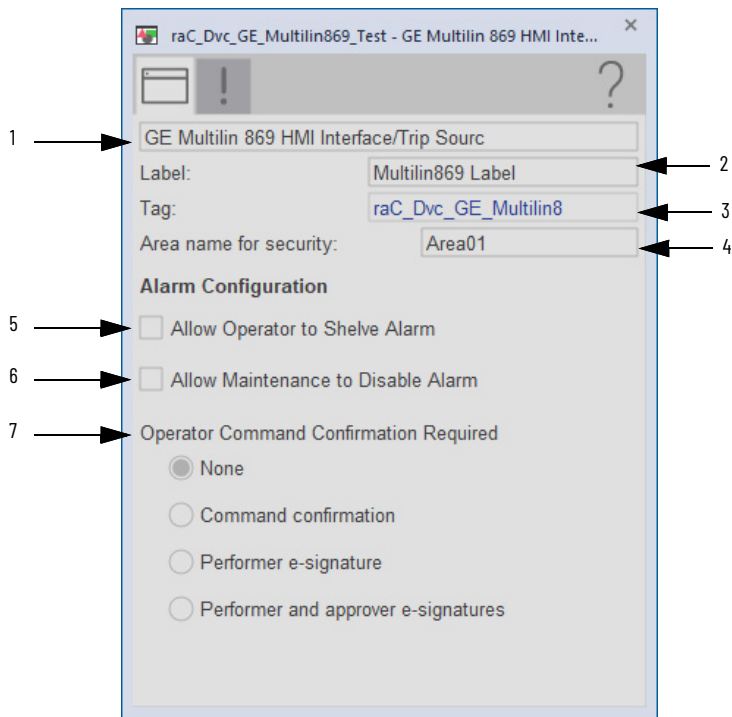 raC_Dvc_GE_Multilin869_Test - GE Multilin 869 HMI Inte... ×
! ?
1 GE Multilin 869 HMI Interface/Trip Sourc
Label: Multilin869 Label 2
Tag: raC_Dvc_GE_Multilin8 3
Area name for security: Area01 4
Alarm Configuration
5 Allow Operator to Shelve Alarm
6 Allow Maintenance to Disable Alarm
7 Operator Command Confirmation Required
None
Command confirmation
Performer e-signature
Performer and approver e-signatures